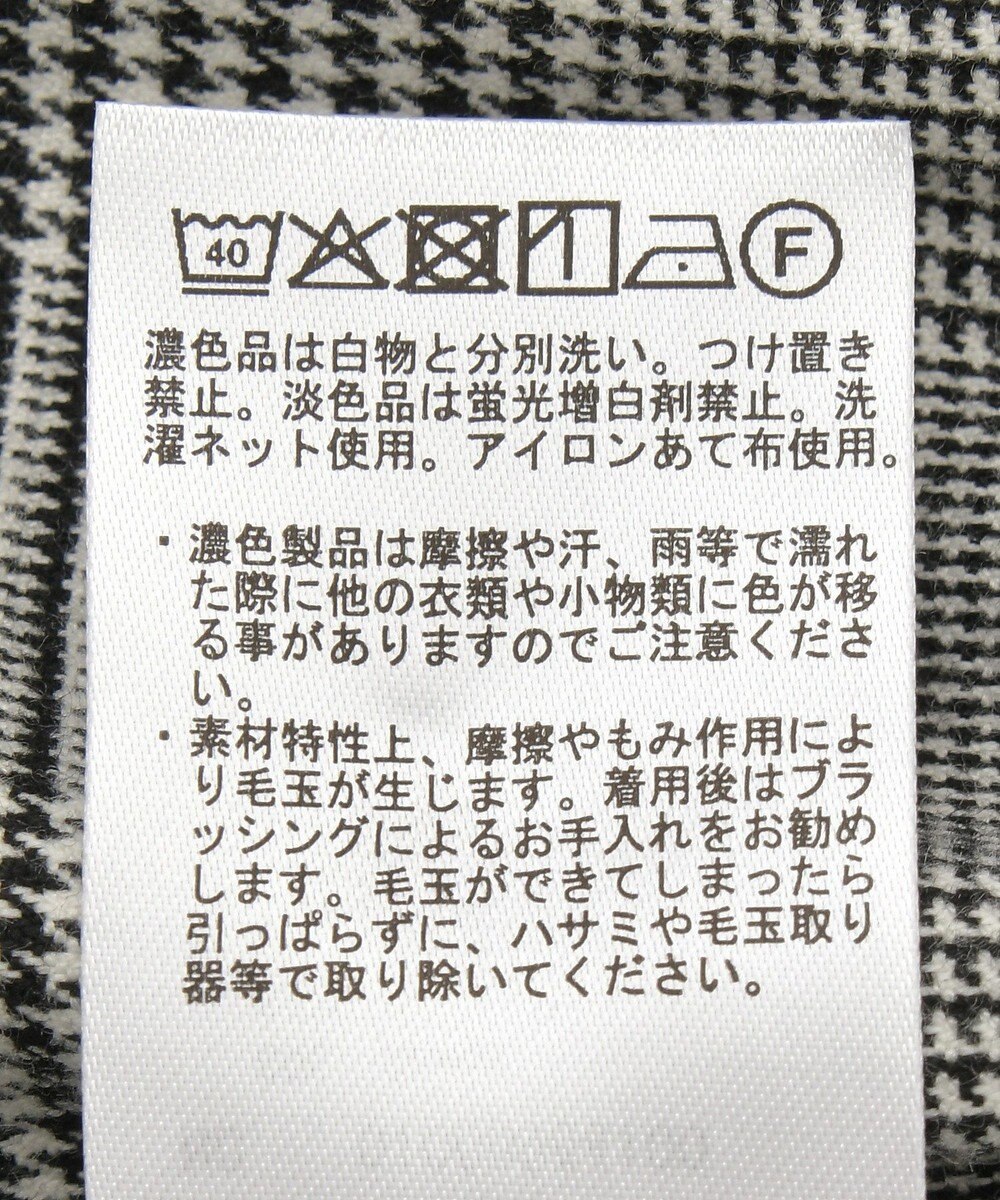 40 F
濃色品は白物と分別洗い。つけ置き
禁止。淡色品は蛍光増白剤禁止。洗
濯ネット使用。アイロンあて布使用。
・濃色製品は摩擦や汗、雨等で濡れ
た際に他の衣類や小物類に色が移
る事がありますのでご注意くださ
い。
・素材特性上、摩擦やもみ作用によ
り毛玉が生じます。着用後はブラ
ッシングによるお手入れをお勧め
します。毛玉ができてしまったら
引っぱらずに、ハサミや毛玉取り
器等で取り除いてください。